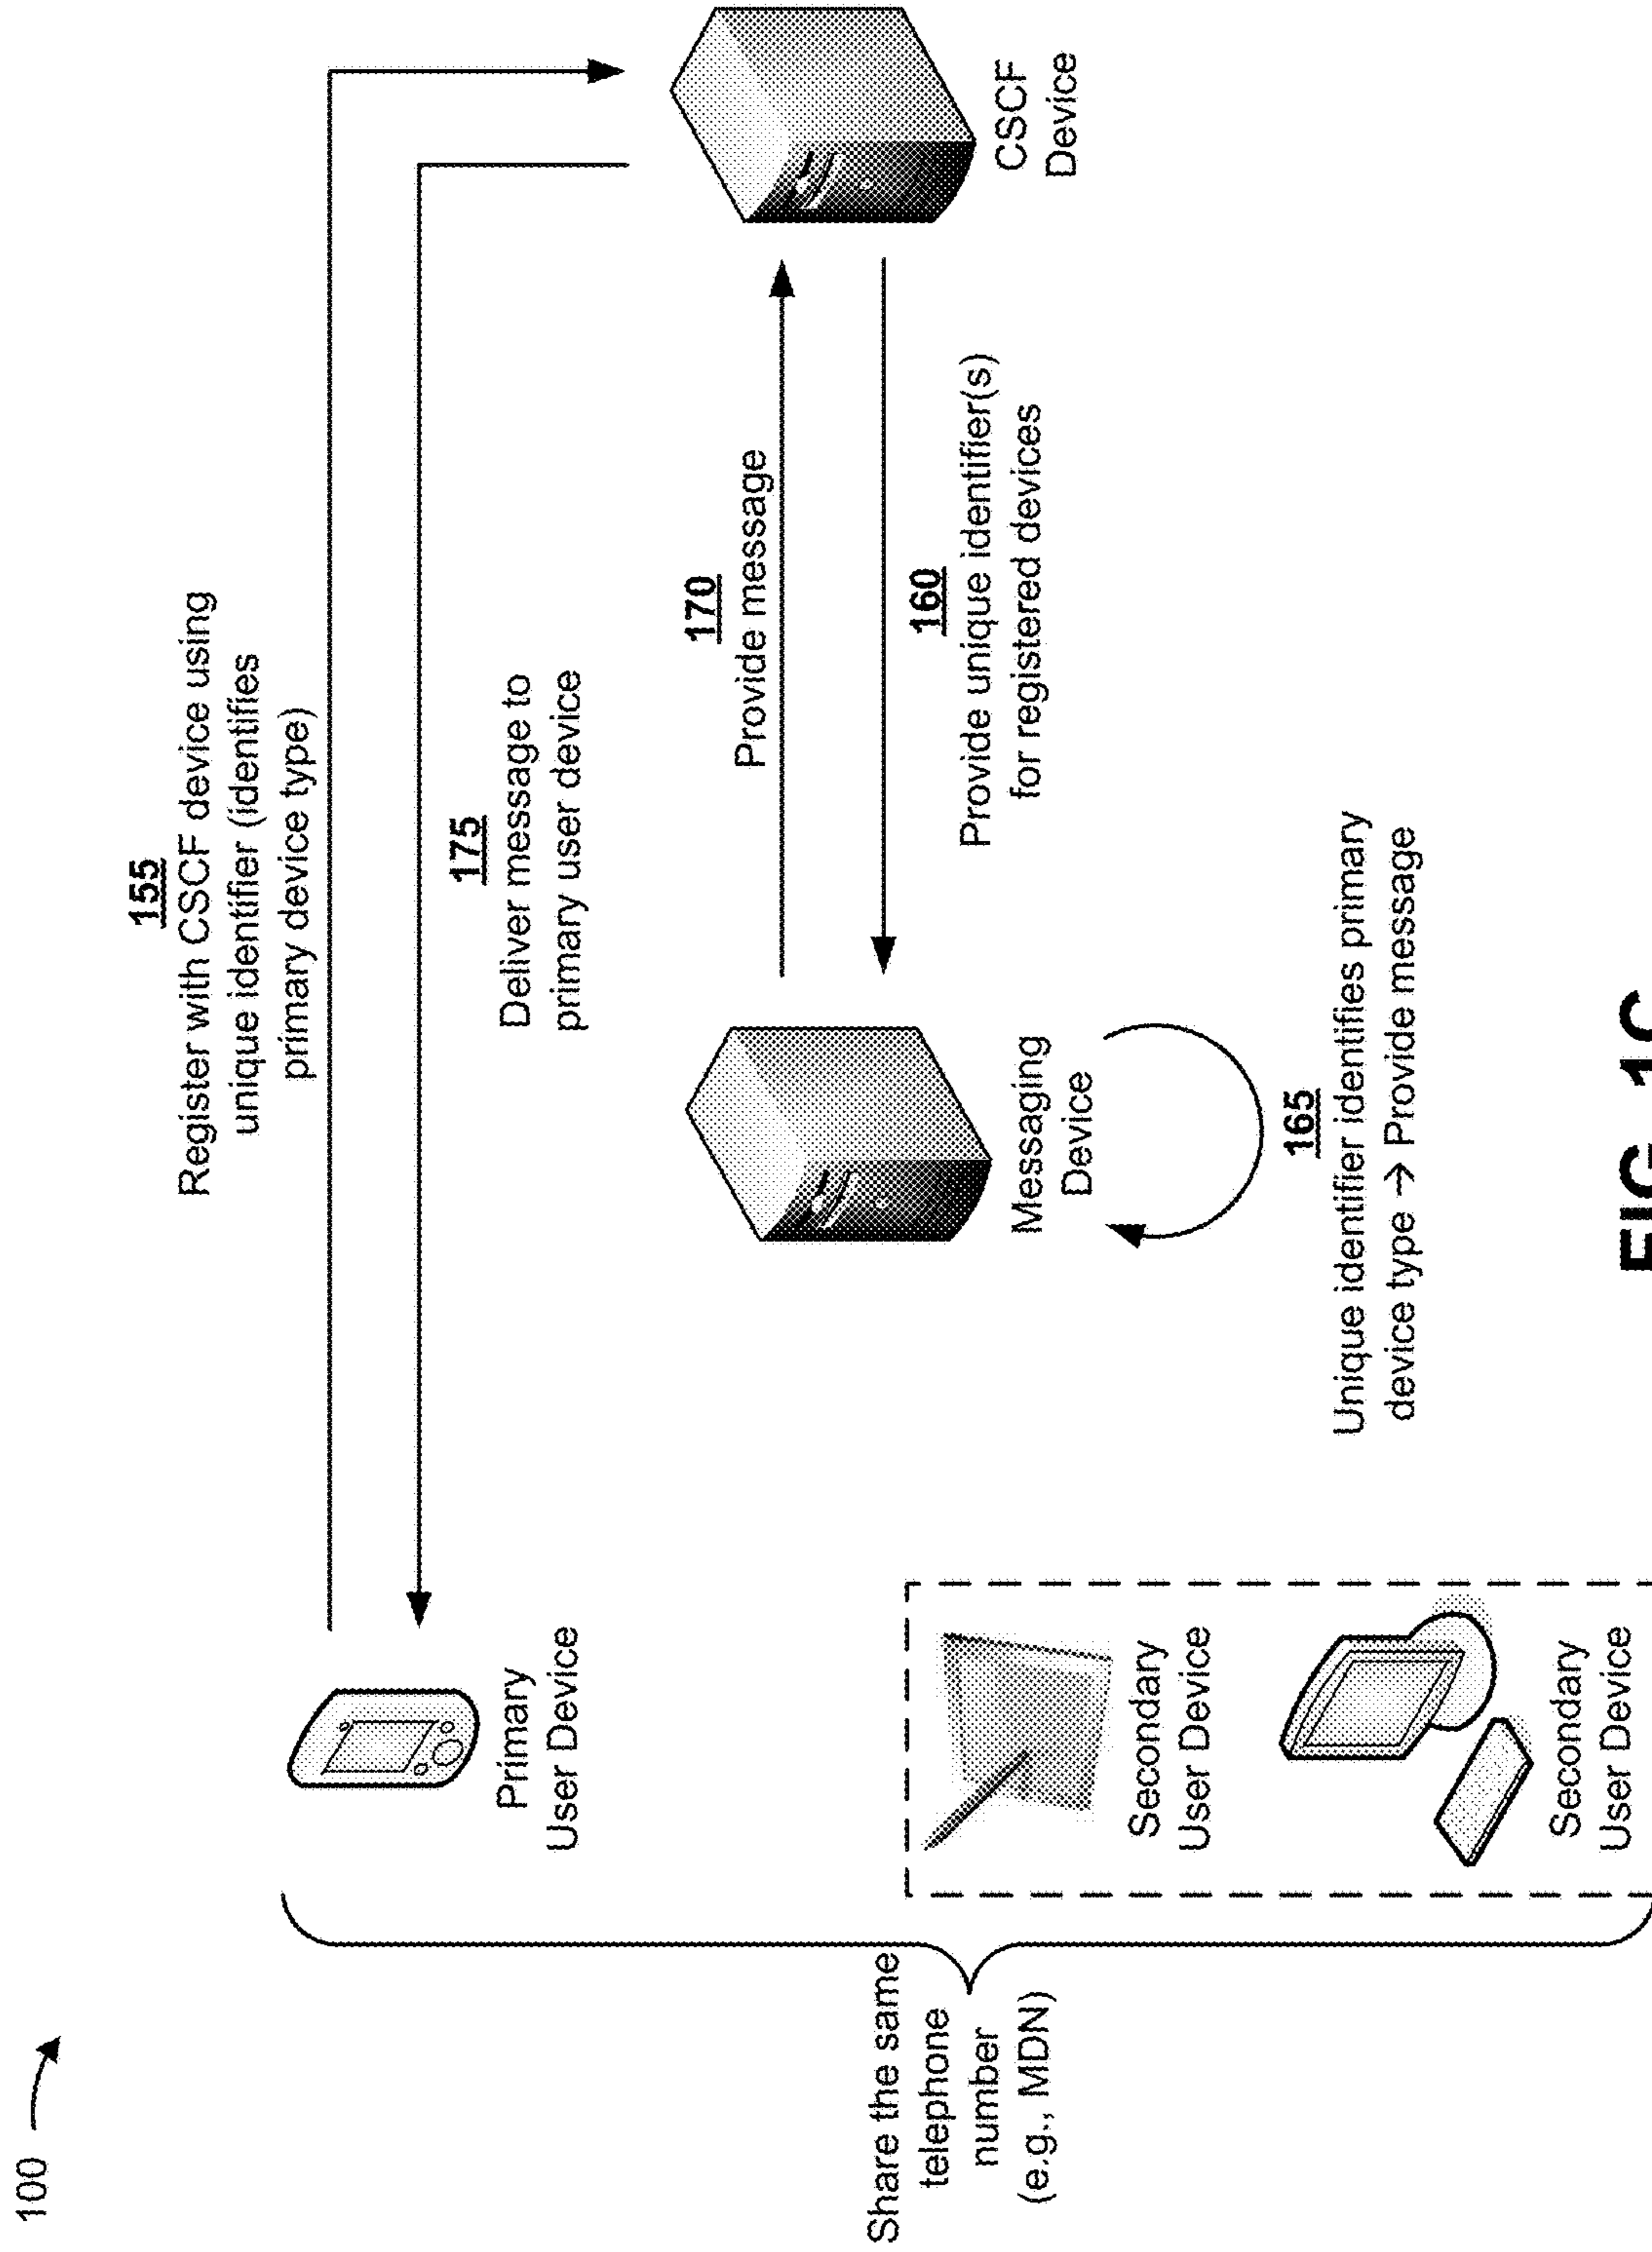 100
155
Register with CSCF device using
unique identifier (identifies
primary device type)
175
Deliver message to
primary user device
Primary
User Device
170
Provide message
160
Provide unique identifier(s)
for registered devices
CSCF
Device
Messaging
Device
165
Unique identifier identifies primary
device type → Provide message
Share the same
telephone
number
(e.g., MDN)
Secondary
User Device
Secondary
User Device
FIG. 1C